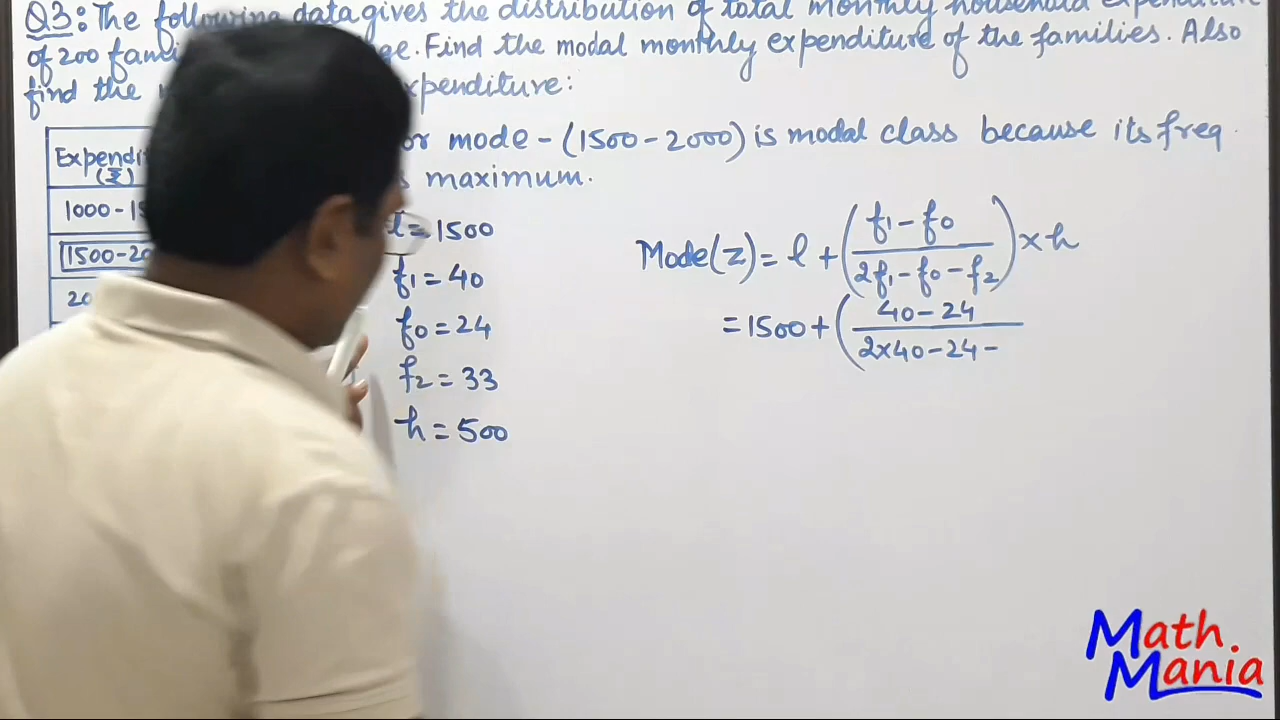 Q3: The following data gives the distribution of total monthly household
of 200 . Find the modal monthly expenditure of the families. Also
find the expenditure:
or mode - (1500-2000) is modal class because its freq.
s maximum.
(₹)
1000-1
1500-20
20
l = 1500
f1 = 40
f0 = 24
f2 = 33
h = 500
Mode(z) = l + (f1 - f0 / 2f1 - f0 - f2) × h
= 1500 + (40 - 24 / 2×40 - 24 -
Math Mania